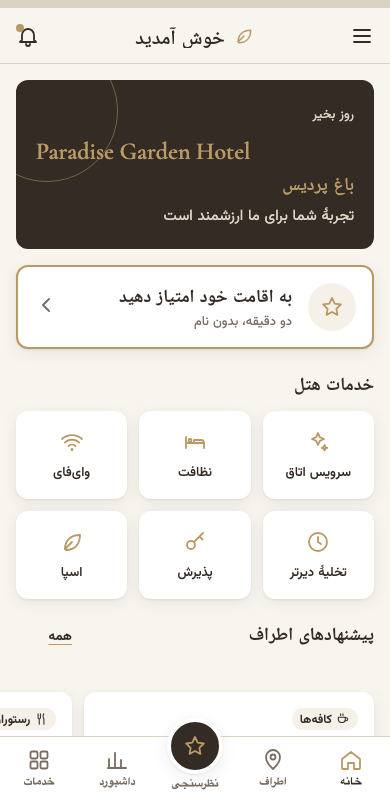 خوش آمدید
روز بخیر
Paradise Garden Hotel
باغ پردیس
تجربهٔ شما برای ما ارزشمند است
به اقامت خود امتیاز دهید
دو دقیقه، بدون نام
خدمات هتل
سرویس اتاق
نظافت
وای‌فای
تخلیهٔ دیرتر
پذیرش
اسپا
پیشنهادهای اطراف
همه
کافه‌ها
خانه
اطراف
نظرسنجی
داشبورد
خدمات